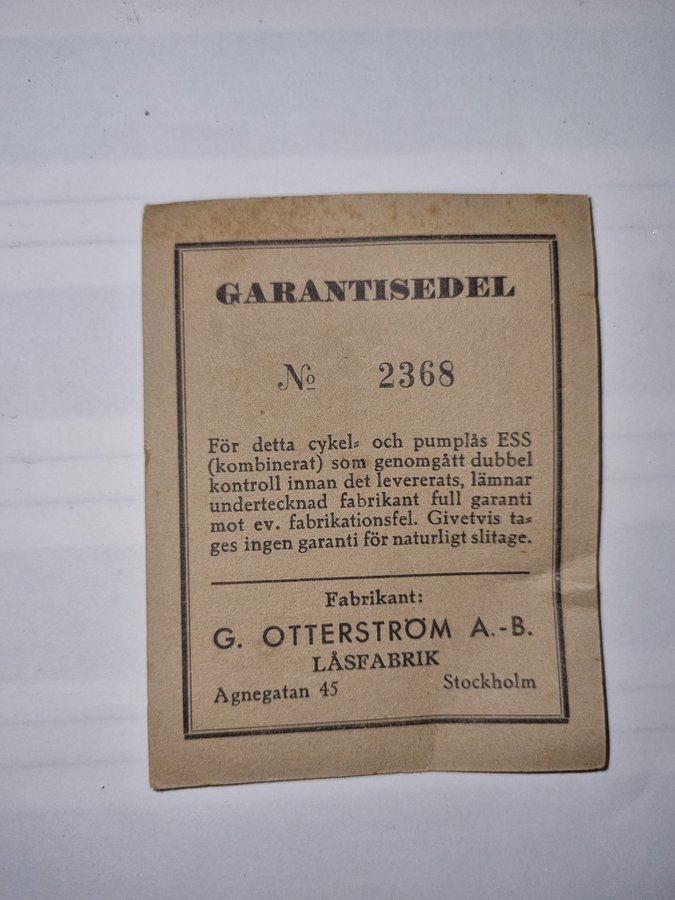 GARANTISEDEL
№ 2368
För detta cykel- och pumplås ESS
(kombinerat) som genomgått dubbel
kontroll innan det levererats, lämnar
undertecknad fabrikant full garanti
mot ev. fabrikationsfel. Givetvis ta-
ges ingen garanti för naturligt slitage.
Fabrikant:
G. OTTERSTRÖM A.-B.
LÅSFABRIK
Agnegatan 45 Stockholm